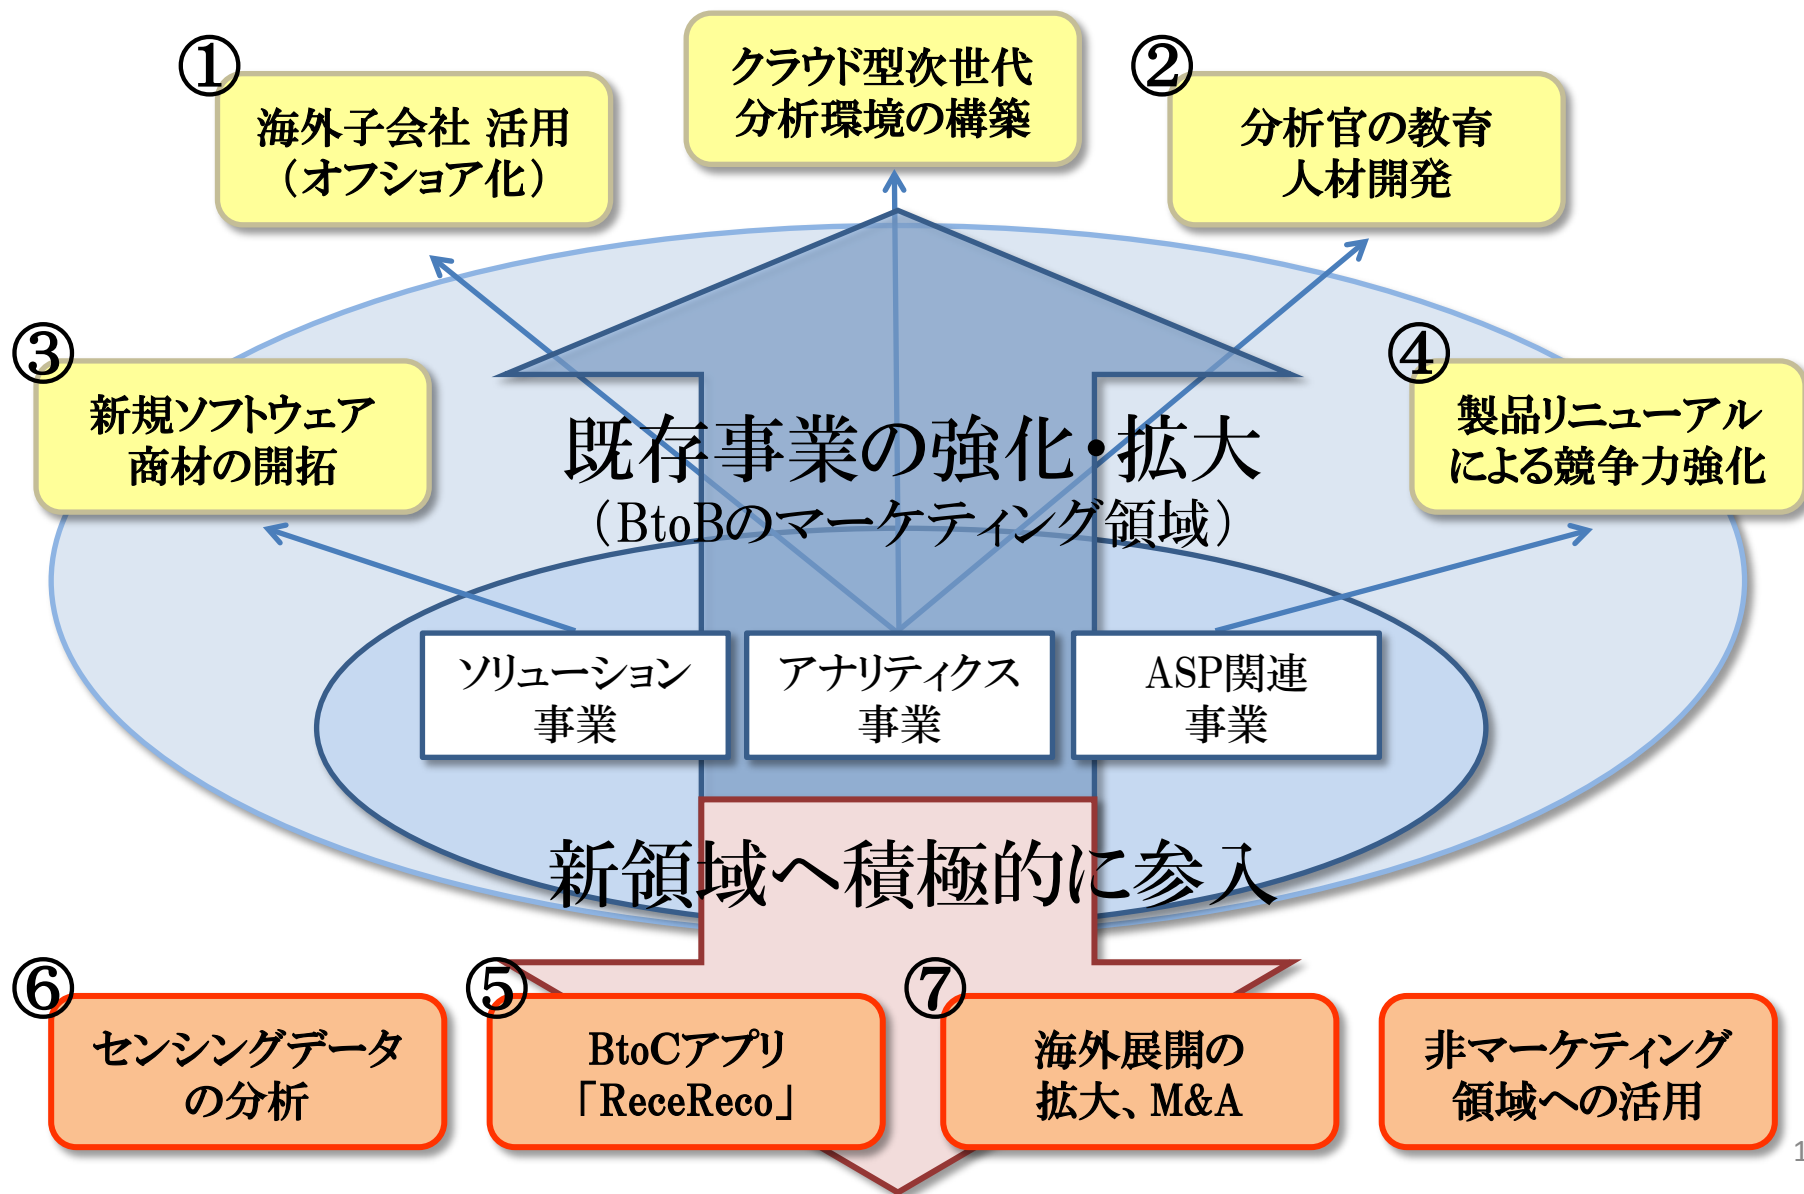 ①
海外子会社 活用
（オフショア化）
クラウド型次世代
分析環境の構築
②
分析官の教育
人材開発
③
新規ソフトウェア
商材の開拓
④
製品リニューアル
による競争力強化
既存事業の強化・拡大
（BtoBのマーケティング領域）
ソリューション
事業
アナリティクス
事業
ASP関連
事業
新領域へ積極的に参入
⑥
センシングデータ
の分析
⑤
BtoCアプリ
「ReceReco」
⑦
海外展開の
拡大、M&A
非マーケティング
領域への活用
1